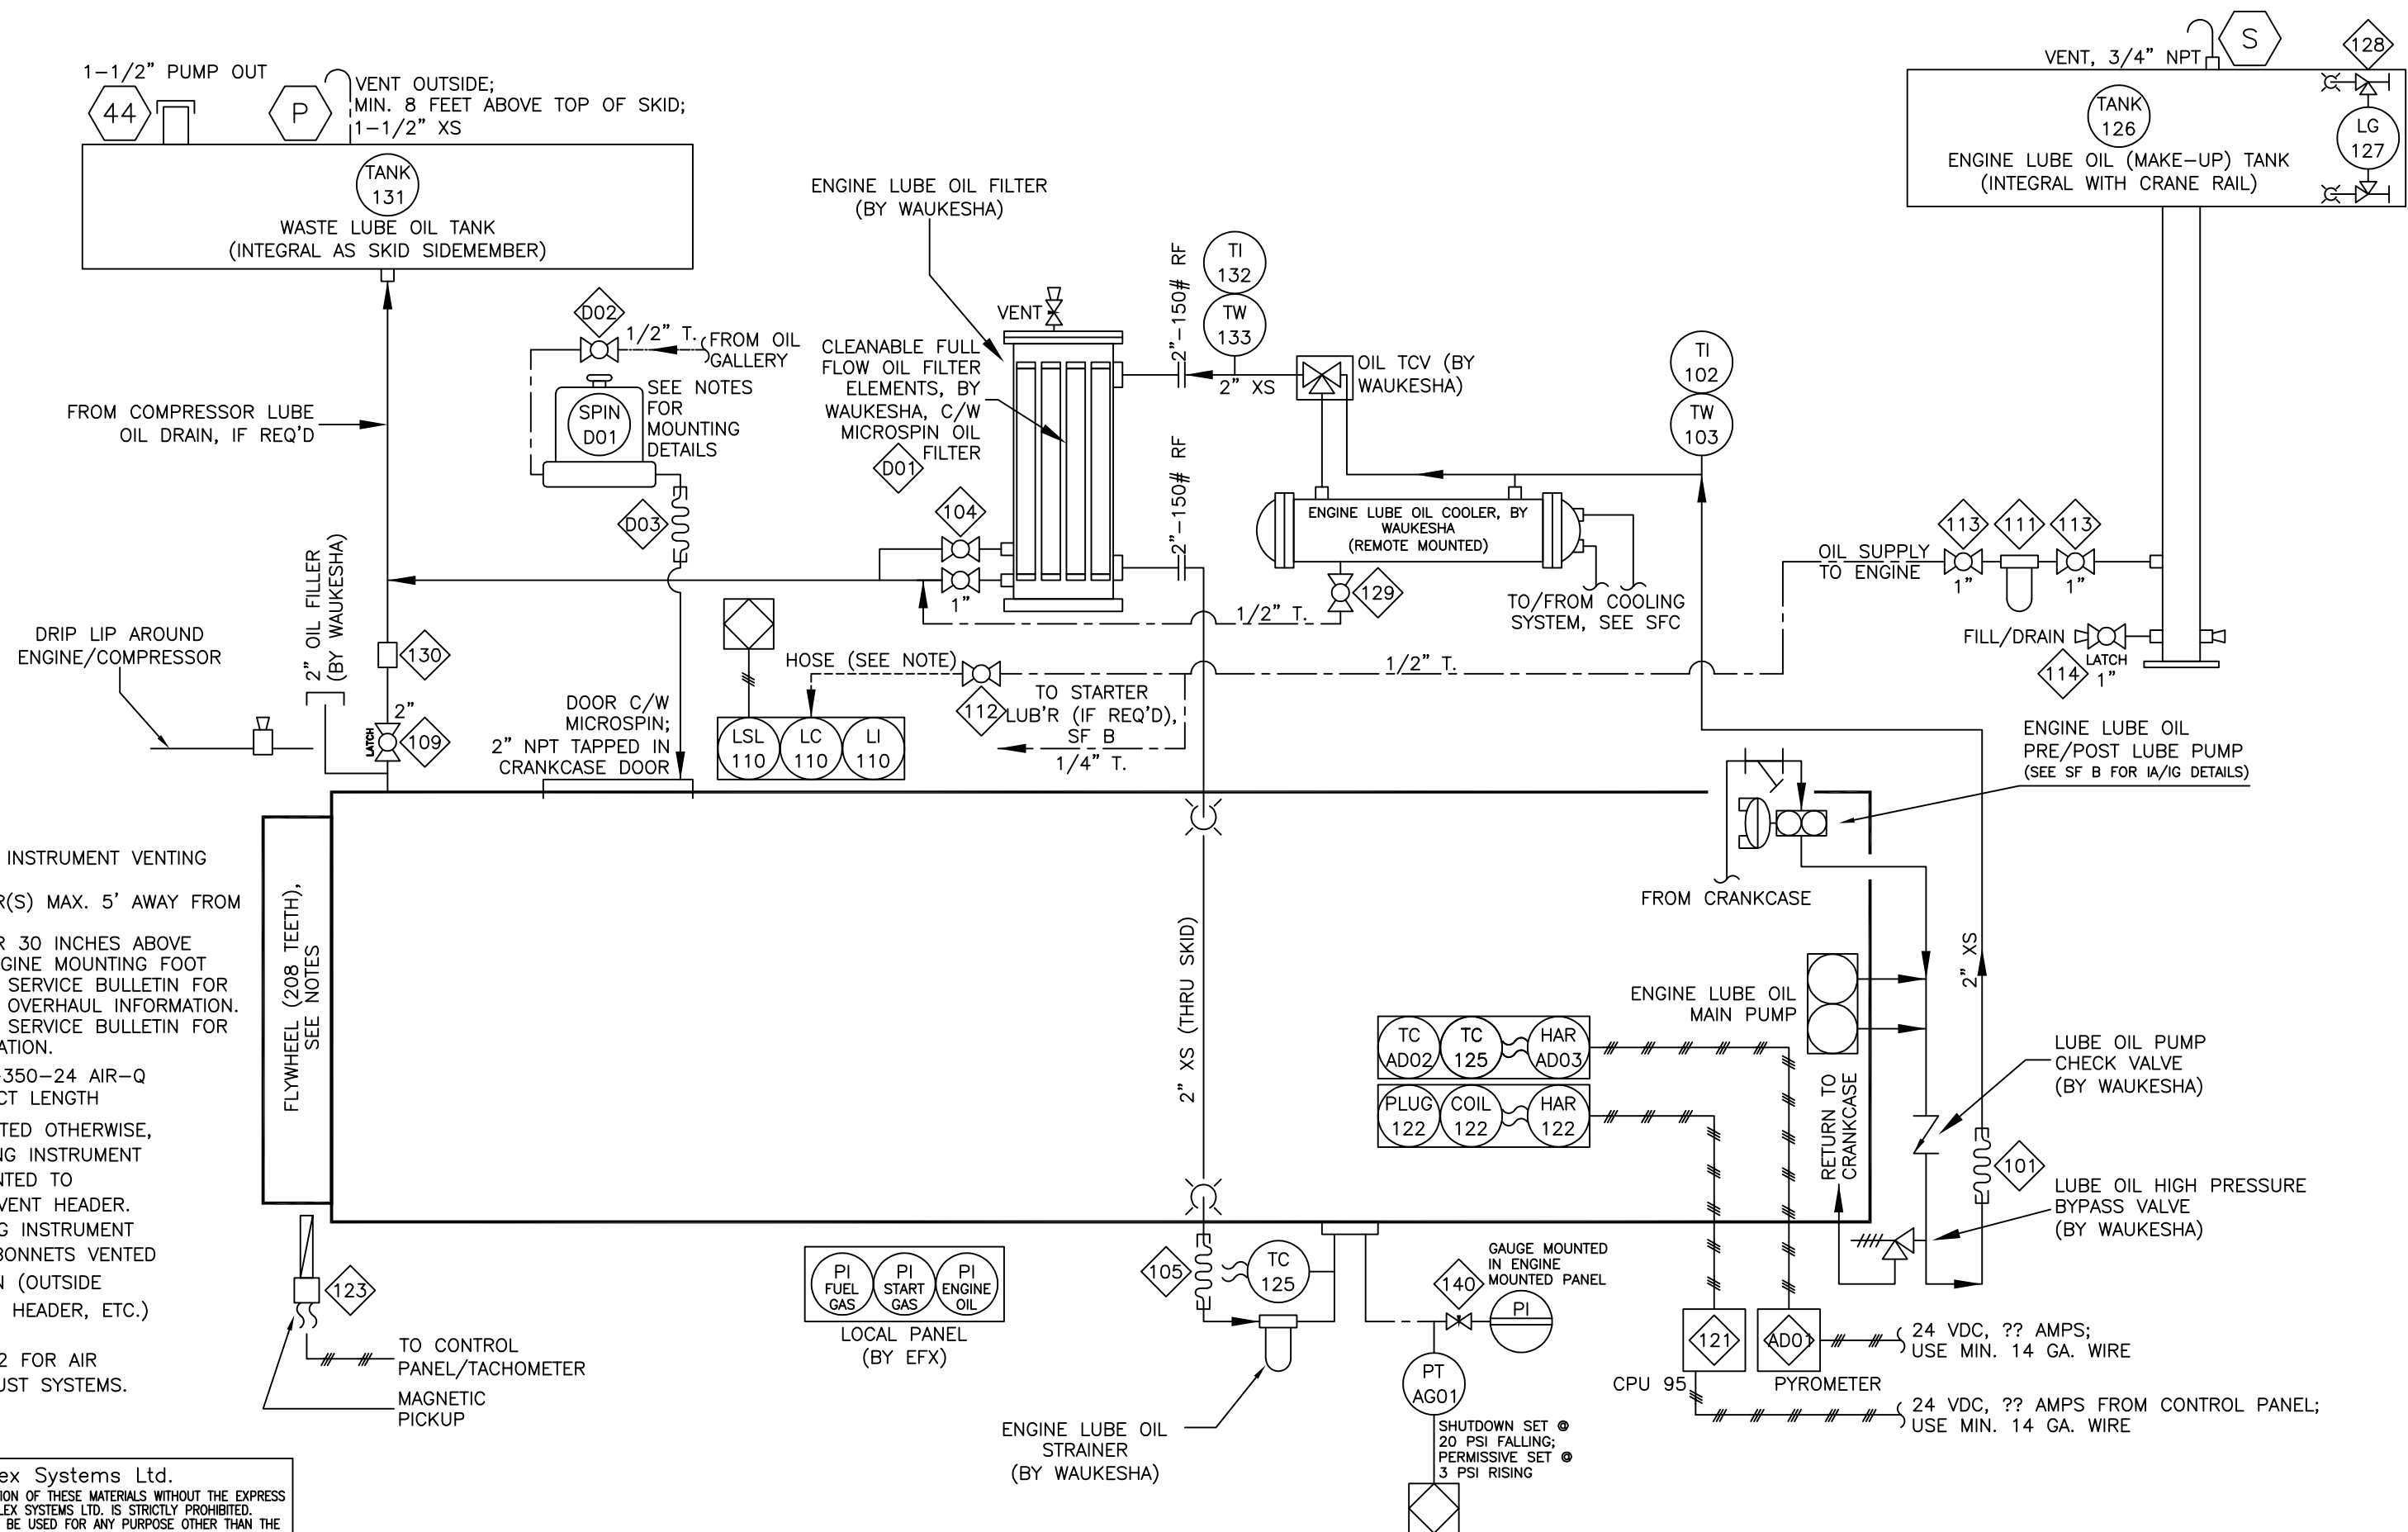 1-1/2" PUMP OUT
44
P
VENT OUTSIDE;
MIN. 8 FEET ABOVE TOP OF SKID;
1-1/2" XS
TANK
131
WASTE LUBE OIL TANK
(INTEGRAL AS SKID SIDEMEMBER)
VENT, 3/4" NPT
S
128
TANK
126
LG
127
ENGINE LUBE OIL (MAKE-UP) TANK
(INTEGRAL WITH CRANE RAIL)
ENGINE LUBE OIL FILTER
(BY WAUKESHA)
VENT
2"-150# RF
TI
132
TW
133
2" XS
OIL TCV (BY
WAUKESHA)
TI
102
TW
103
D02
1/2" T.
FROM OIL
GALLERY
SPIN
D01
SEE NOTES
FOR
MOUNTING
DETAILS
D03
CLEANABLE FULL
FLOW OIL FILTER
ELEMENTS, BY
WAUKESHA, C/W
MICROSPIN OIL
FILTER
D01
FROM COMPRESSOR LUBE
OIL DRAIN, IF REQ'D
104
1"
2"-150# RF
ENGINE LUBE OIL COOLER, BY
WAUKESHA
(REMOTE MOUNTED)
129
1/2" T.
TO/FROM COOLING
SYSTEM, SEE SFC
OIL SUPPLY
TO ENGINE
113
111
113
1"
1"
FILL/DRAIN
LATCH
114
1"
2" OIL FILLER
(BY WAUKESHA)
DRIP LIP AROUND
ENGINE/COMPRESSOR
130
2"
LATCH
109
DOOR C/W
MICROSPIN;
2" NPT TAPPED IN
CRANKCASE DOOR
HOSE (SEE NOTE)
112
1/2" T.
TO STARTER
LUB'R (IF REQ'D),
SF B
1/4" T.
LSL
110
LC
110
LI
110
ENGINE LUBE OIL
PRE/POST LUBE PUMP
(SEE SF B FOR IA/IG DETAILS)
FROM CRANKCASE
INSTRUMENT VENTING
R(S) MAX. 5' AWAY FROM
R 30 INCHES ABOVE
GINE MOUNTING FOOT
SERVICE BULLETIN FOR
OVERHAUL INFORMATION.
SERVICE BULLETIN FOR
ATION.
-350-24 AIR-Q
CT LENGTH
TED OTHERWISE,
NG INSTRUMENT
NTED TO
VENT HEADER.
G INSTRUMENT
BONNETS VENTED
N (OUTSIDE
HEADER, ETC.)
2 FOR AIR
UST SYSTEMS.
FLYWHEEL (208 TEETH),
SEE NOTES
2" XS (THRU SKID)
ENGINE LUBE OIL
MAIN PUMP
2" XS
TC
AD02
TC
125
HAR
AD03
PLUG
122
COIL
122
HAR
122
RETURN TO
CRANKCASE
LUBE OIL PUMP
CHECK VALVE
(BY WAUKESHA)
101
LUBE OIL HIGH PRESSURE
BYPASS VALVE
(BY WAUKESHA)
123
TO CONTROL
PANEL/TACHOMETER
MAGNETIC
PICKUP
PI
FUEL
GAS
PI
START
GAS
PI
ENGINE
OIL
LOCAL PANEL
(BY EFX)
105
TC
125
140
GAUGE MOUNTED
IN ENGINE
MOUNTED PANEL
PI
PT
AG01
ENGINE LUBE OIL
STRAINER
(BY WAUKESHA)
SHUTDOWN SET @
20 PSI FALLING;
PERMISSIVE SET @
3 PSI RISING
121
AD01
CPU 95
PYROMETER
24 VDC, ?? AMPS;
USE MIN. 14 GA. WIRE
24 VDC, ?? AMPS FROM CONTROL PANEL;
USE MIN. 14 GA. WIRE
ex Systems Ltd.
ION OF THESE MATERIALS WITHOUT THE EXPRESS
LEX SYSTEMS LTD. IS STRICTLY PROHIBITED.
BE USED FOR ANY PURPOSE OTHER THAN THE